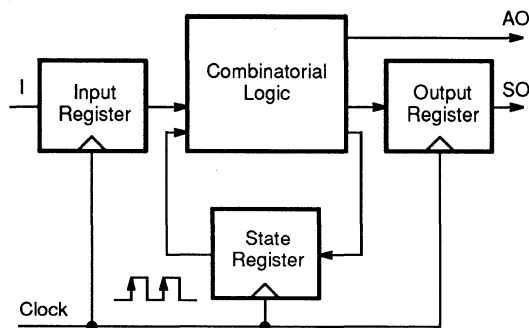 AO
I
Input
Register
Combinatorial
Logic
Output
Register
SO
State
Register
Clock